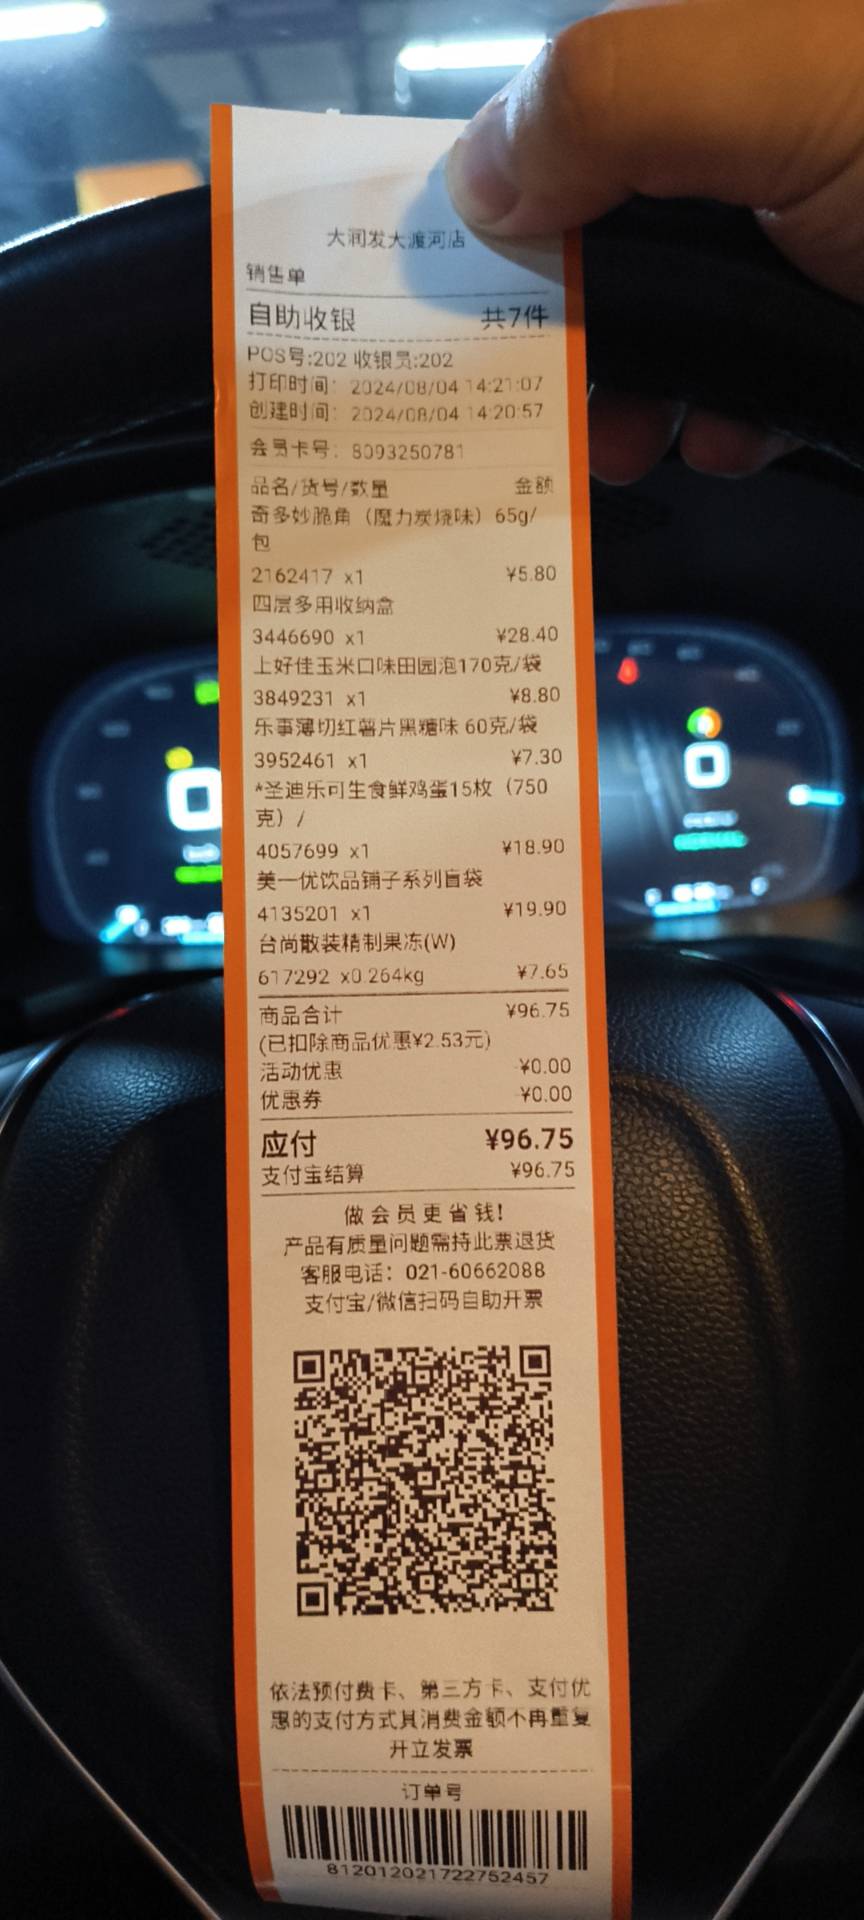 大润发大渡河店
销售单
自助收银 共7件
POS号:202 收银员:202
打印时间: 2024/08/04 14:21:07
创建时间: 2024/08/04 14:20:57
会员卡号: 8093250781
品名/货号/数量 金额
奇多妙脆角（魔力炭烧味）65g/
包
2162417 x1 ¥5.80
四层多用收纳盒
3446690 x1 ¥28.40
上好佳玉米口味田园泡170克/袋
3849231 x1 ¥8.80
乐事薄切红薯片黑糖味 60克/袋
3952461 x1 ¥7.30
*圣迪乐可生食鲜鸡蛋15枚（750
克）/
4057699 x1 ¥18.90
美一优饮品铺子系列盲袋
4135201 x1 ¥19.90
台尚散装精制果冻(W)
617292 x0.264kg ¥7.65
商品合计 ¥96.75
(已扣除商品优惠¥2.53元)
活动优惠 -¥0.00
优惠券 -¥0.00
应付 ¥96.75
支付宝结算 ¥96.75
做会员更省钱!
产品有质量问题需持此票退货
客服电话：021-60662088
支付宝/微信扫码自助开票
依法预付费卡、第三方卡、支付优
惠的支付方式其消费金额不再重复
开立发票
订单号
812012021722752457